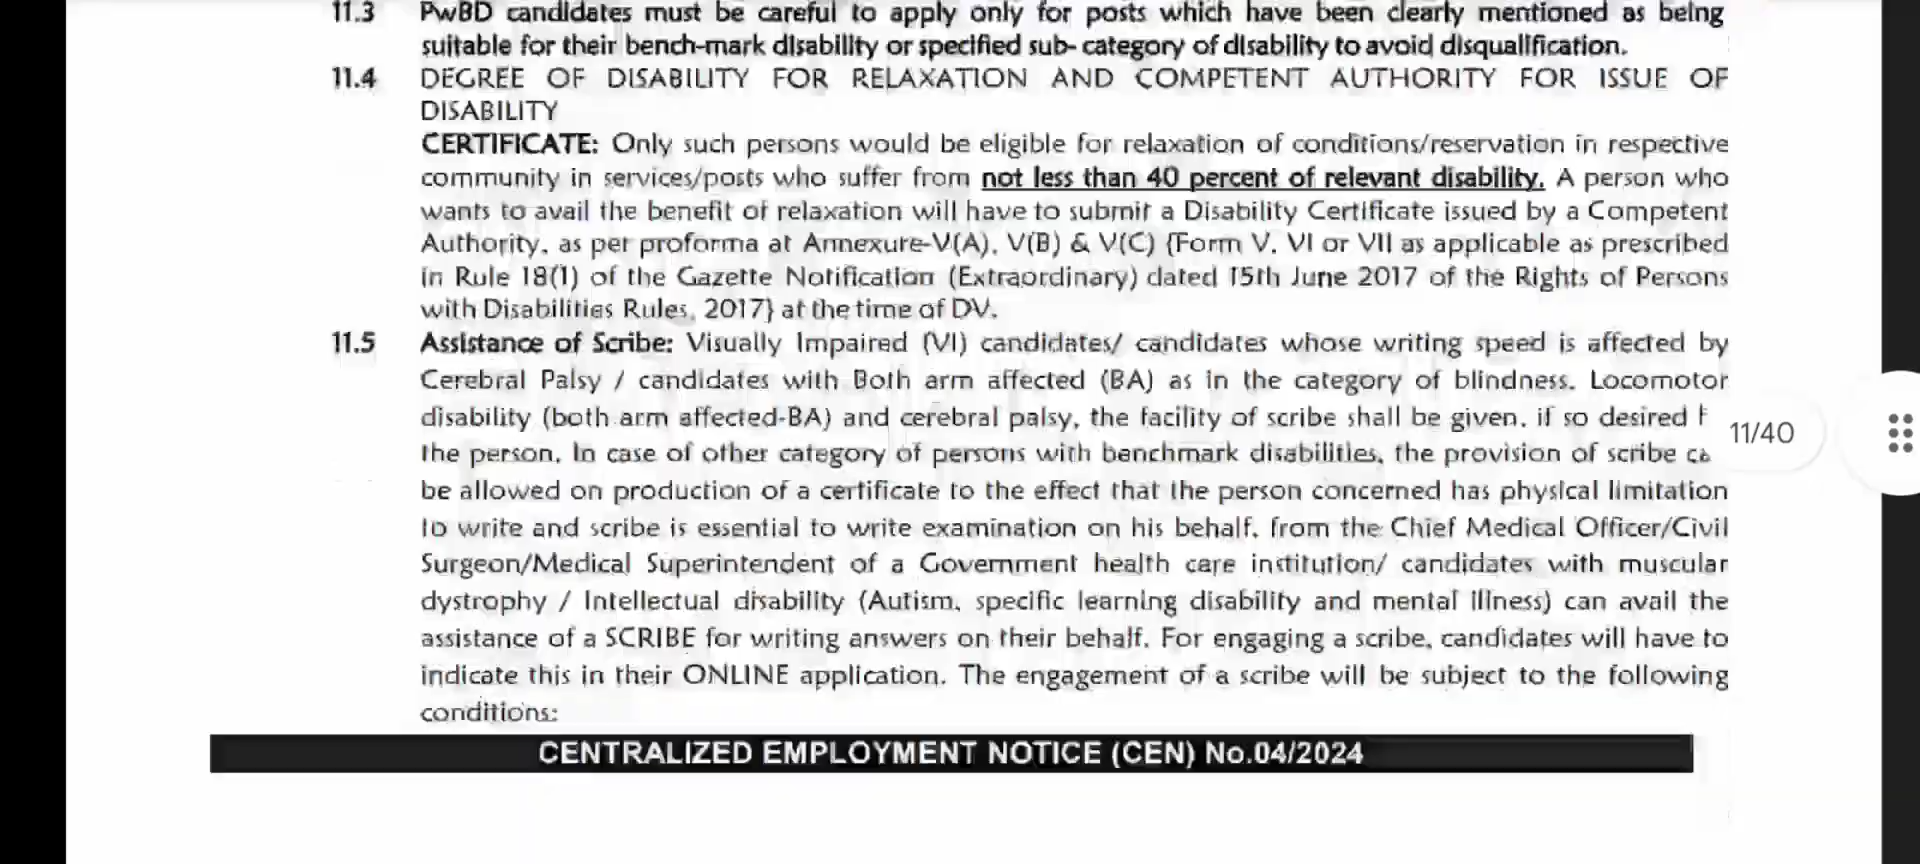 11.3 PwBD candidates must be careful to apply only for posts which have been clearly mentioned as being
suitable for their bench-mark disability or specified sub- category of disability to avoid disqualification.
11.4 DEGREE OF DISABILITY FOR RELAXATION AND COMPETENT AUTHORITY FOR ISSUE OF
DISABILITY
CERTIFICATE: Only such persons would be eligible for relaxation of conditions/reservation in respective
community in services/posts who suffer from not less than 40 percent of relevant disability. A person who
wants to avail the benefit of relaxation will have to submit a Disability Certificate issued by a Competent
Authority, as per proforma at Annexure-V(A), V(B) & V(C) {Form V, VI or VII as applicable as prescribed
in Rule 18(1) of the Gazette Notification (Extraordinary) dated 15th June 2017 of the Rights of Persons
with Disabilities Rules, 2017} at the time of DV.
11.5 Assistance of Scribe: Visually Impaired (VI) candidates/ candidates whose writing speed is affected by
Cerebral Palsy / candidates with Both arm affected (BA) as in the category of blindness. Locomotor
disability (both arm affected-BA) and cerebral palsy, the facility of scribe shall be given, if so desired
the person. In case of other category of persons with benchmark disabilities, the provision of scribe
be allowed on production of a certificate to the effect that the person concerned has physical limitation
to write and scribe is essential to write examination on his behalf, from the Chief Medical Officer/Civil
Surgeon/Medical Superintendent of a Government health care institution/ candidates with muscular
dystrophy / Intellectual disability (Autism, specific learning disability and mental illness) can avail the
assistance of a SCRIBE for writing answers on their behalf. For engaging a scribe, candidates will have to
indicate this in their ONLINE application. The engagement of a scribe will be subject to the following
conditions:
CENTRALIZED EMPLOYMENT NOTICE (CEN) No.04/2024
11/40